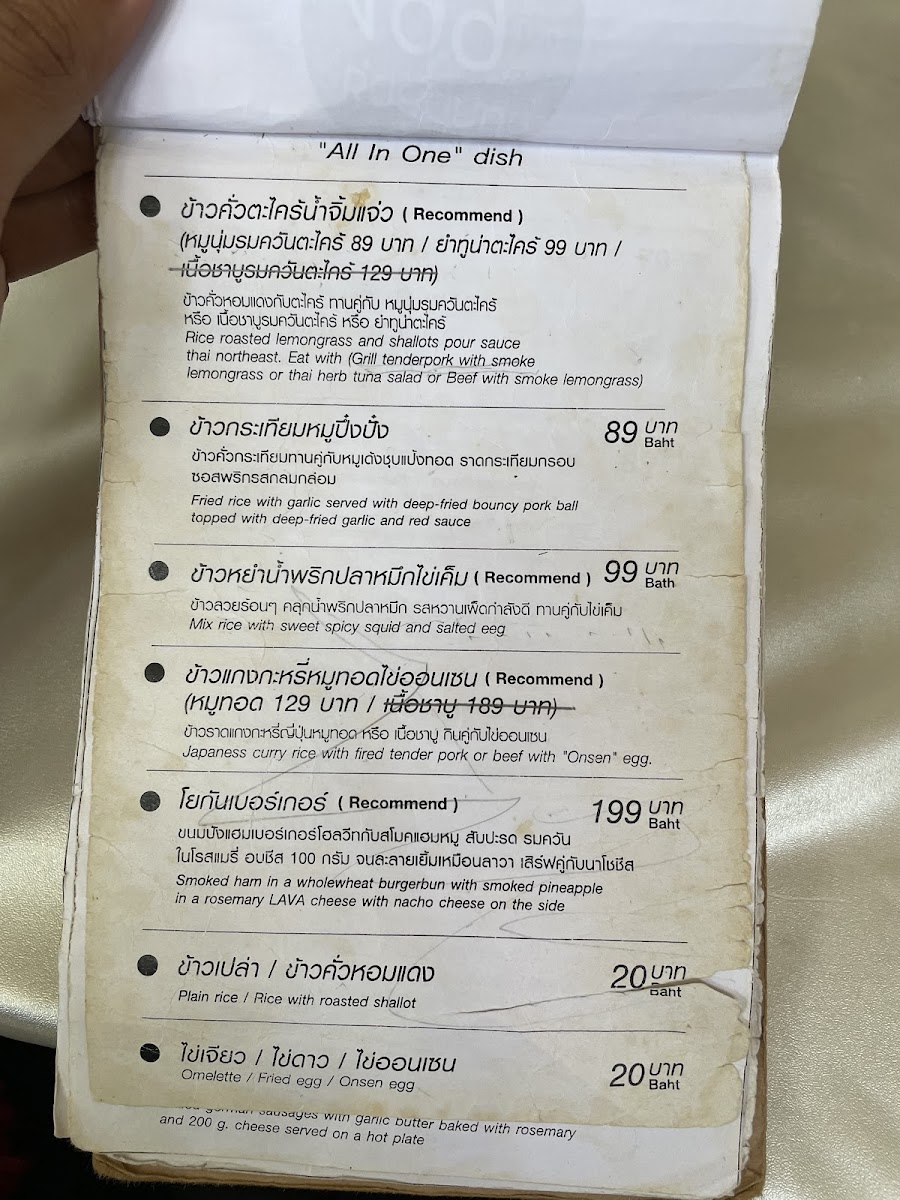 "All In One" dish
ข้าวคั่วตะไคร้น้ำจิ้มแจ่ว ( Recommend )
(หมูนุ่มรมควันตะไคร้ 89 บาท / ยำทูน่าตะไคร้ 99 บาท /
เนื้อชาบูรมควันตะไคร้ 129 บาท)
ข้าวคั่วหอมแดงกับตะไคร้ ทานคู่กับ หมูนุ่มรมควันตะไคร้
หรือ เนื้อชาบูรมควันตะไคร้ หรือ ยำทูน่าตะไคร้
Rice roasted lemongrass and shallots pour sauce
thai northeast. Eat with (Grill tenderpork with smoke
lemongrass or thai herb tuna salad or Beef with smoke lemongrass)
ข้าวกระเทียมหมูปึ๋งปั๋ง 89 บาท
Baht
ข้าวคั่วกระเทียมทานคู่กับหมูเด้งชุบแป้งทอด ราดกระเทียมกรอบ
ซอสพริกรสกลมกล่อม
Fried rice with garlic served with deep-fried bouncy pork ball
topped with deep-fried garlic and red sauce
ข้าวหยำน้ำพริกปลาหมึกไข่เค็ม ( Recommend ) 99 บาท
Bath
ข้าวสวยร้อนๆ คลุกน้ำพริกปลาหมึก รสหวานเผ็ดกำลังดี ทานคู่กับไข่เค็ม
Mix rice with sweet spicy squid and salted eeg
ข้าวแกงกะหรี่หมูทอดไข่ออนเซน ( Recommend )
(หมูทอด 129 บาท / เนื้อชาบู 189 บาท)
ข้าวราดแกงกะหรี่ญี่ปุ่นหมูทอด หรือ เนื้อชาบู กินคู่กับไข่ออนเซน
Japaness curry rice with fired tender pork or beef with "Onsen" egg.
โยกันเบอร์เกอร์ ( Recommend ) 199 บาท
Baht
ขนมปังแฮมเบอร์เกอร์โฮลวีทกับสโมคแฮมหมู สับปะรด รมควัน
ในโรสแมรี่ อบชีส 100 กรัม จนละลายเยิ้มเหมือนลาวา เสิร์ฟคู่กับนาโชชีส
Smoked ham in a wholewheat burgerbun with smoked pineapple
in a rosemary LAVA cheese with nacho cheese on the side
ข้าวเปล่า / ข้าวคั่วหอมแดง 20 บาท
Baht
Plain rice / Rice with roasted shallot
ไข่เจียว / ไข่ดาว / ไข่ออนเซน 20 บาท
Baht
Omelette / Fried egg / Onsen egg
german sausages with garlic butter baked with rosemary
and 200 g. cheese served on a hot plate